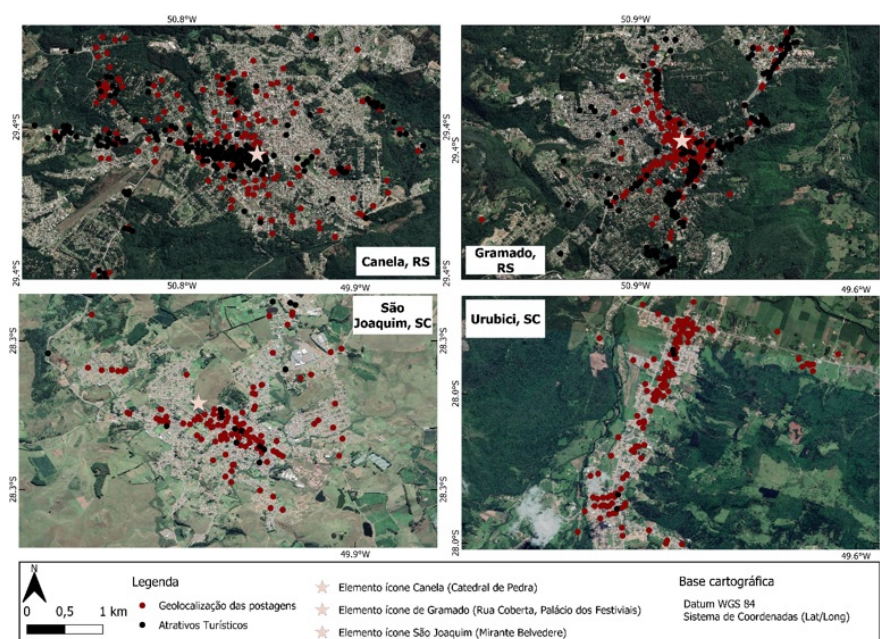 50.8°W
50.9°W
29.4°S
29.4°S
29.4°S
29.4°S
Canela, RS
Gramado,
RS
50.8°W
49.9°W
50.9°W
49.6°W
São
Joaquim, SC
Urubici, SC
28.3°S
28.0°S
28.3°S
28.0°S
49.9°W
49.6°W
N
0 0,5 1 km
Legenda
Geolocalização das postagens
Atrativos Turísticos
Elemento ícone Canela (Catedral de Pedra)
Elemento ícone de Gramado (Rua Coberta, Palácio dos Festiviais)
Elemento ícone São Joaquim (Mirante Belvedere)
Base cartográfica
Datum WGS 84
Sistema de Coordenadas (Lat/Long)